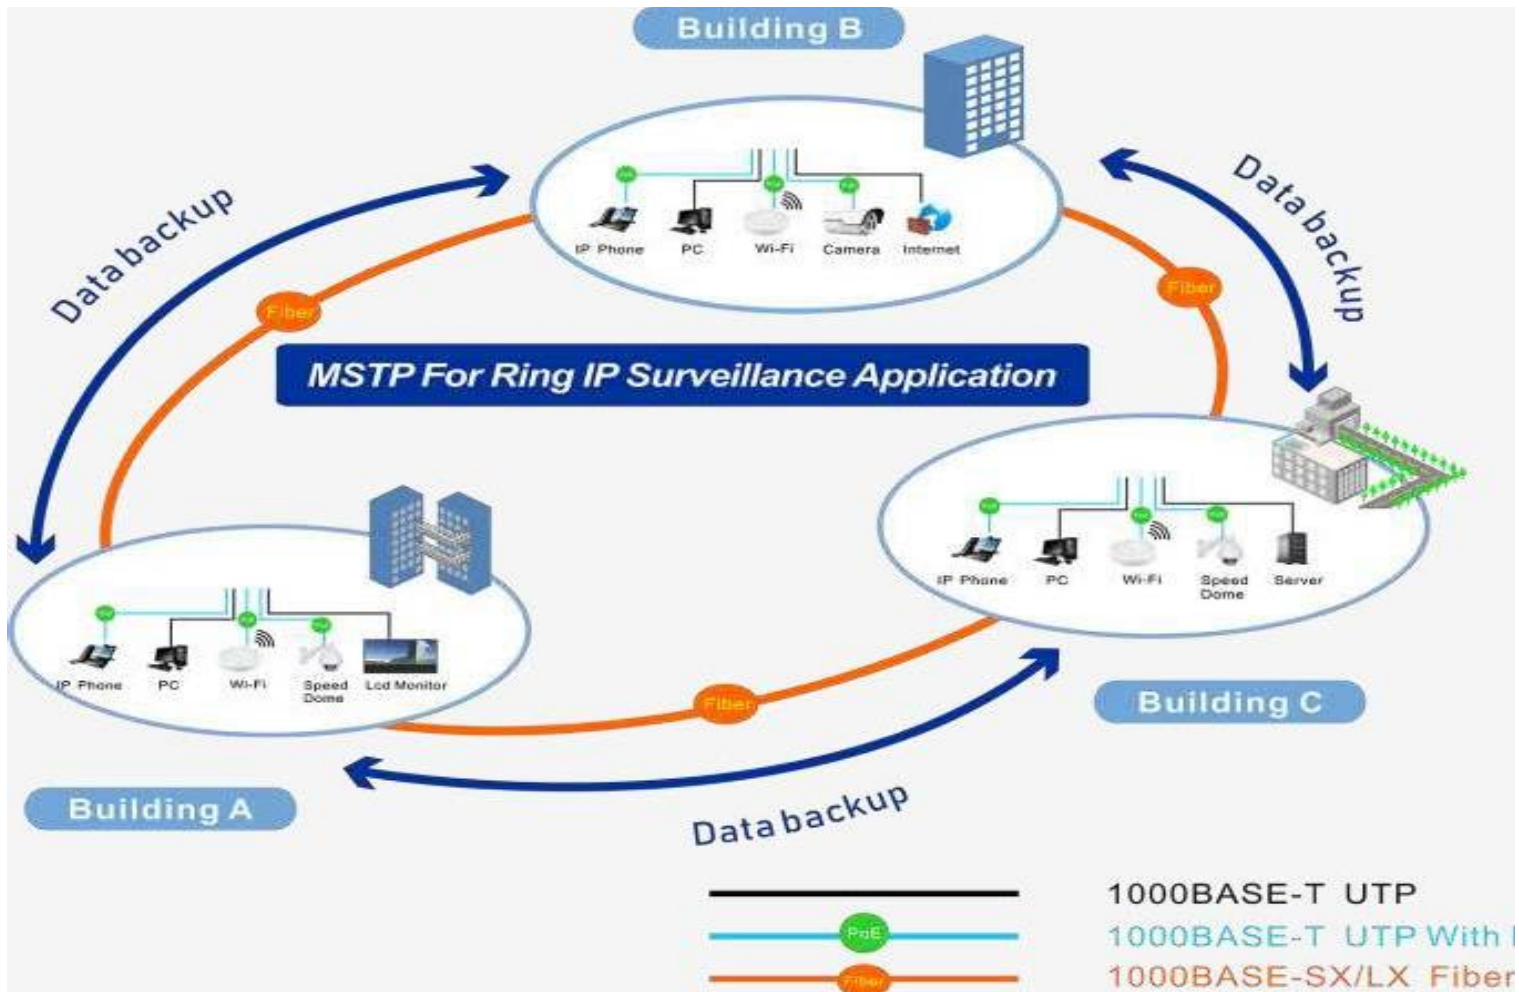 Building B
Data backup
Data backup
IP Phone
PC
Wi-Fi
Camera
Internet
Fiber
Fiber
MSTP For Ring IP Surveillance Application
IP Phone
PC
Wi-Fi
Speed
Dome
Server
IP Phone
PC
Wi-Fi
Speed
Dome
Lcd Monitor
Fiber
Building C
Building A
Data backup
1000BASE-T UTP
PoE
1000BASE-T UTP With
Fiber
1000BASE-SX/LX Fiber